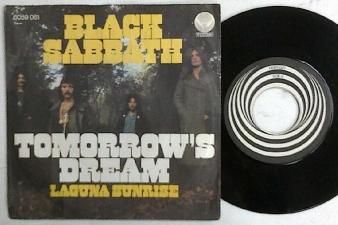 6059 061
BLACK
SABBATH
TOMORROW'S
DREAM
LAGUNA SUNRISE